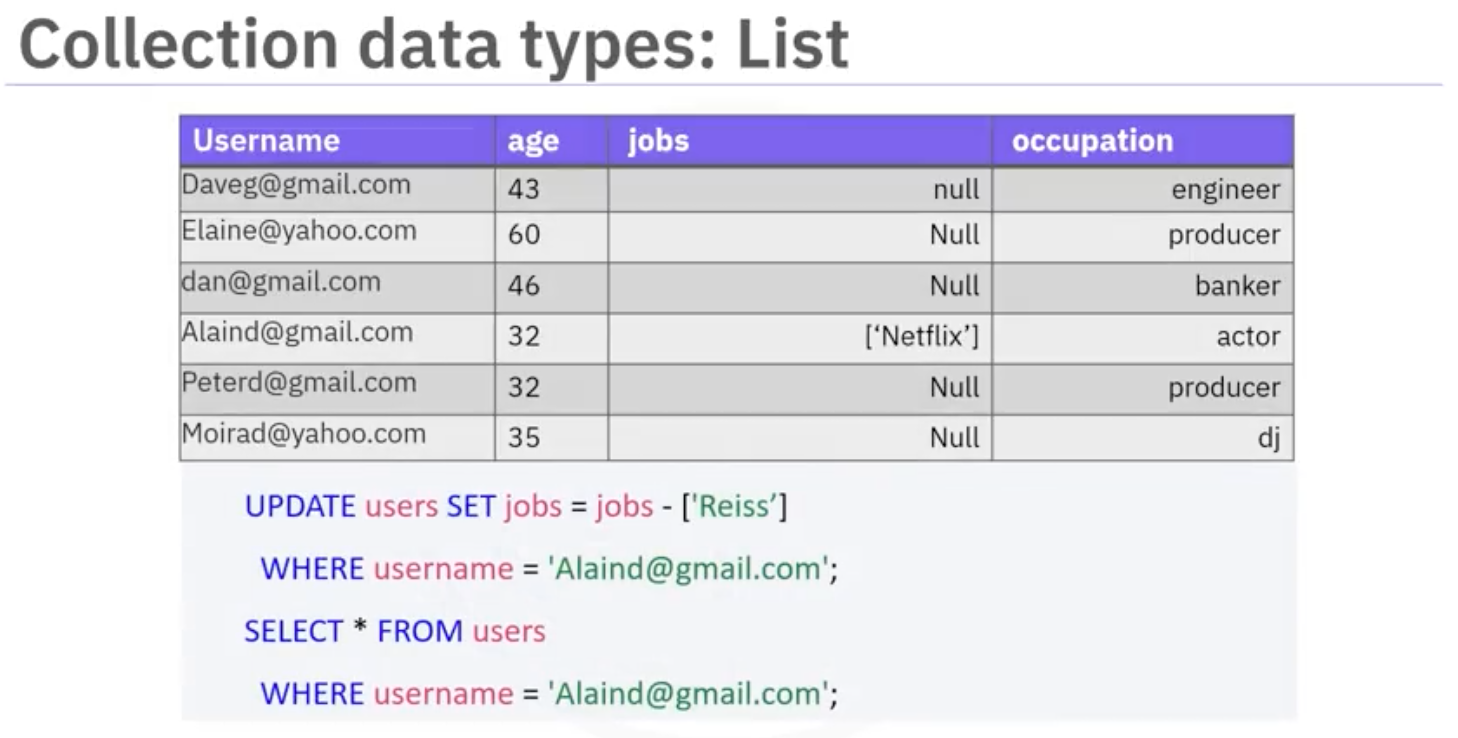 Collection data types: List
Username age jobs occupation
Daveg@gmail.com 43 null engineer
Elaine@yahoo.com 60 Null producer
dan@gmail.com 46 Null banker
Alaind@gmail.com 32 [‘Netflix’] actor
Peterd@gmail.com 32 Null producer
Moirad@yahoo.com 35 Null dj
UPDATE users SET jobs = jobs - ['Reiss’]
WHERE username = 'Alaind@gmail.com';
SELECT * FROM users
WHERE username = 'Alaind@gmail.com';